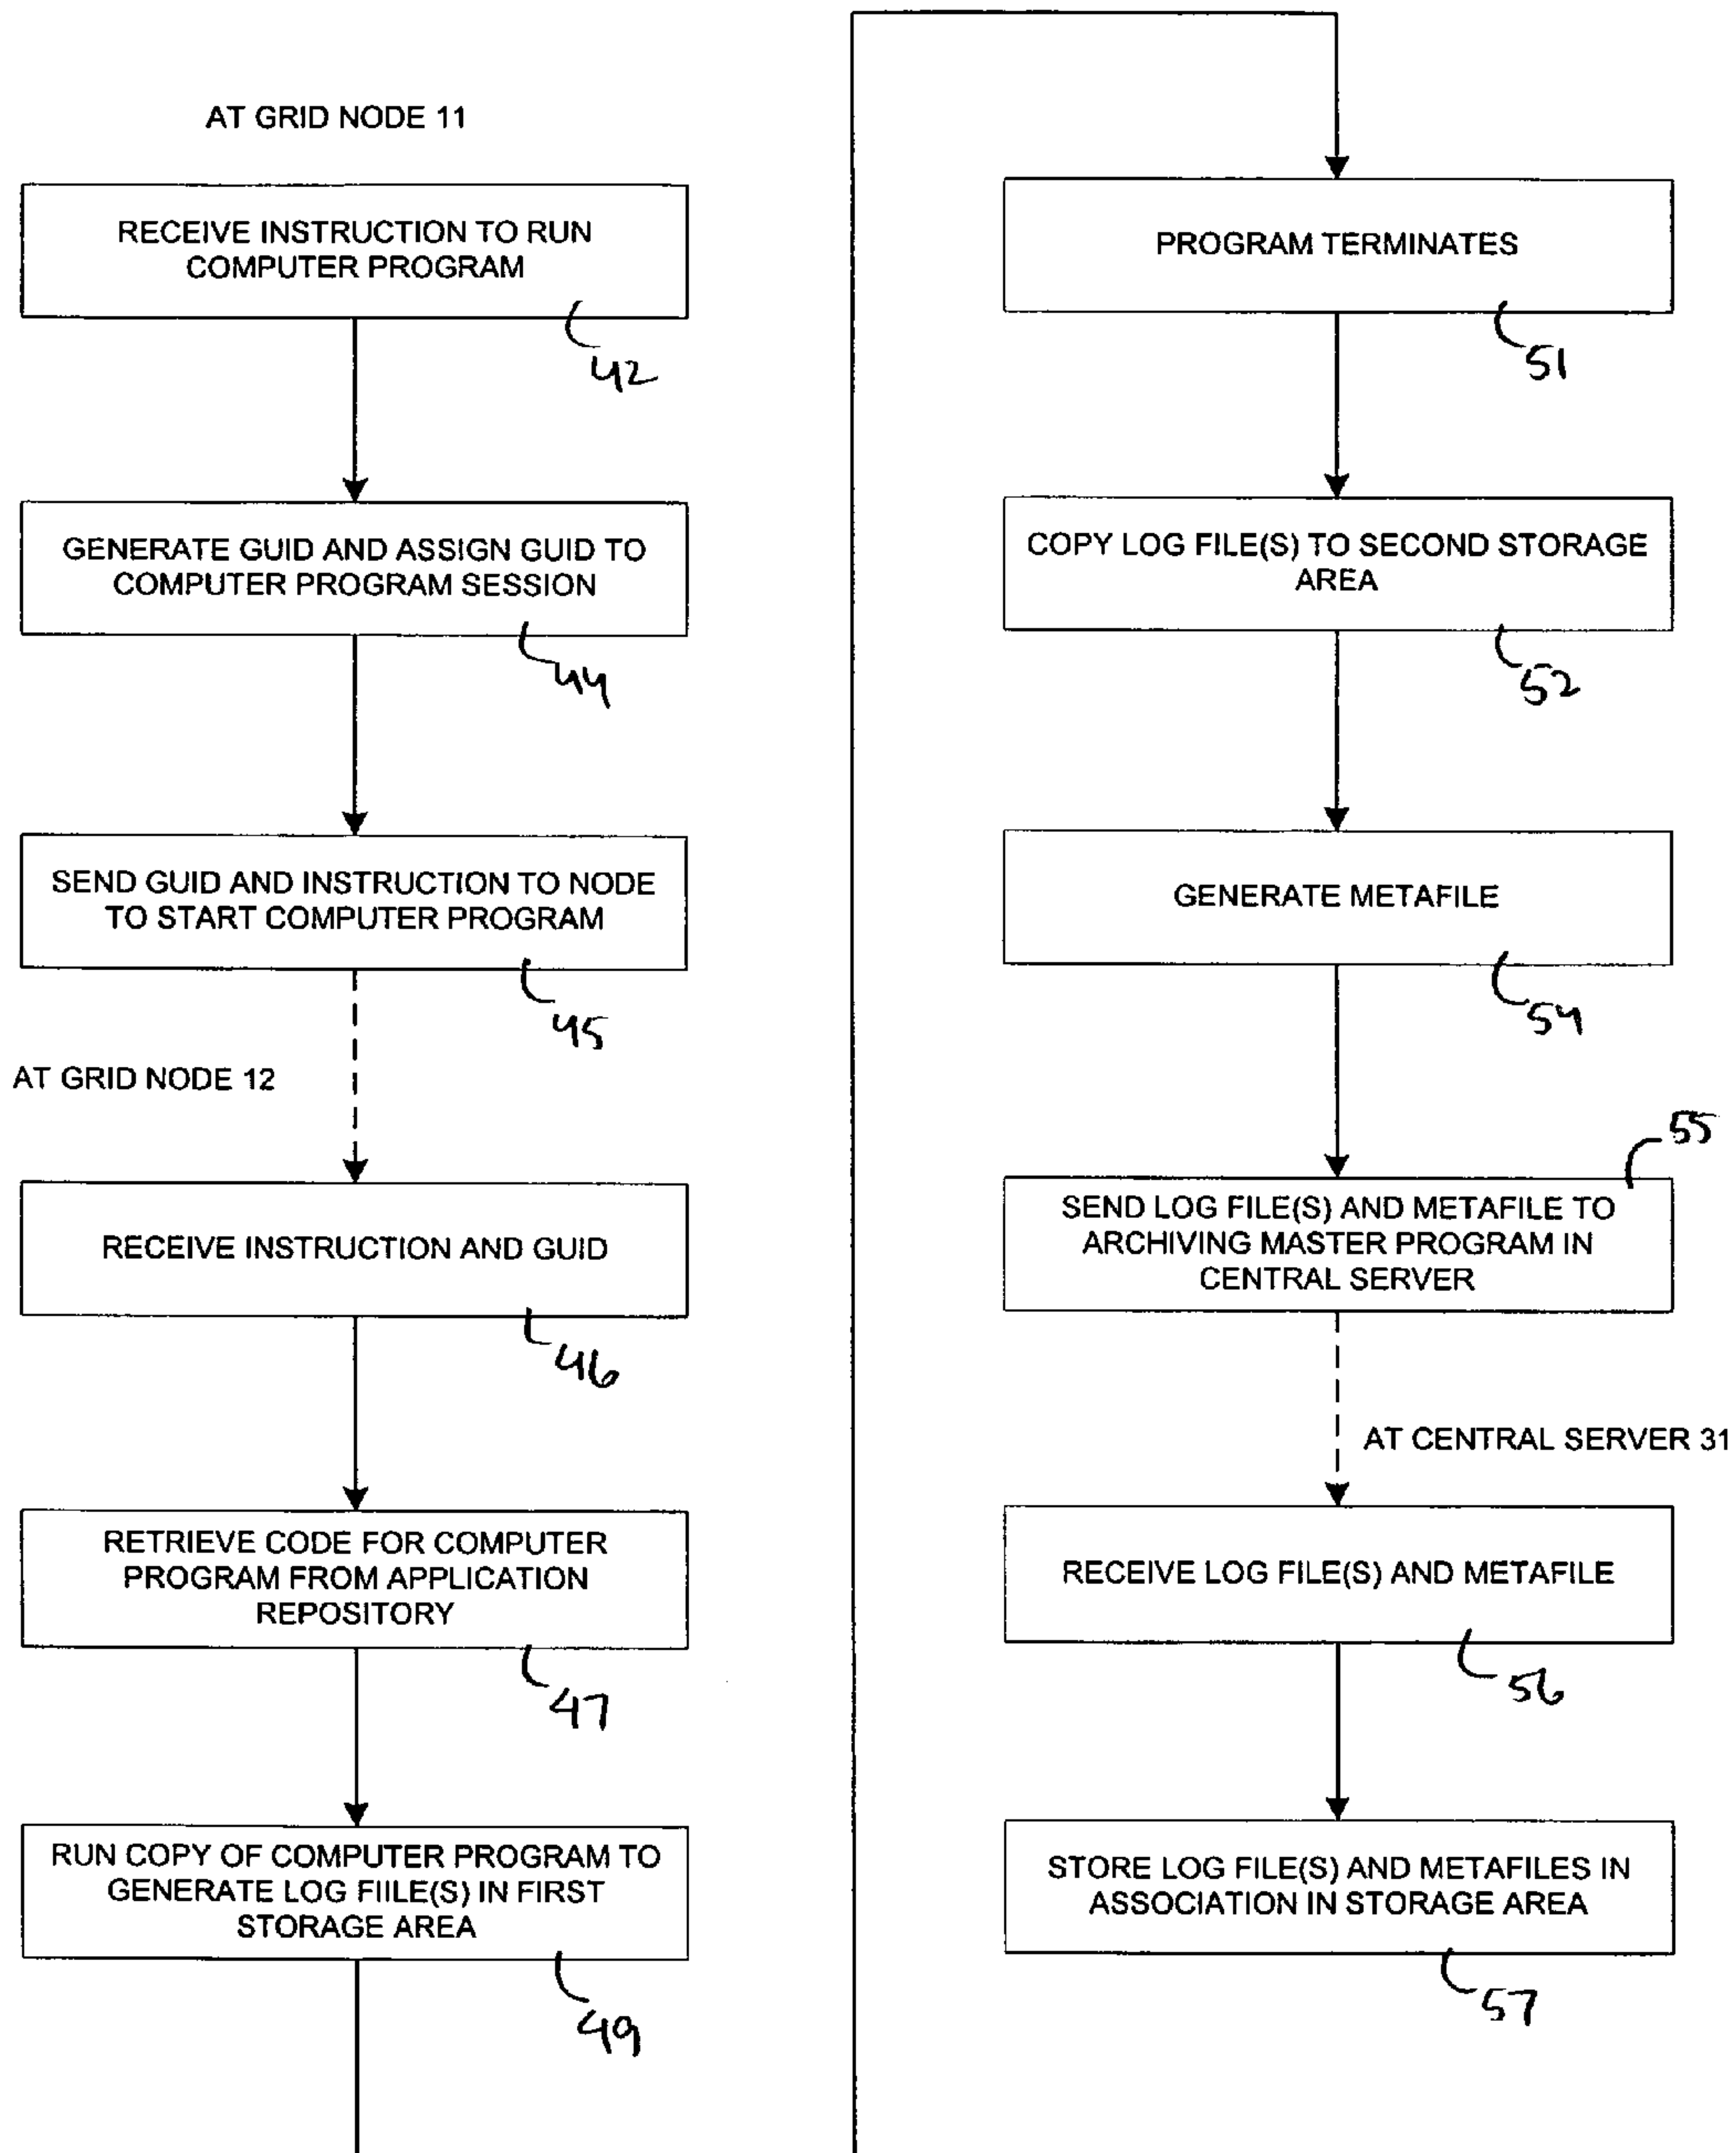 AT GRID NODE 11
RECEIVE INSTRUCTION TO RUN
COMPUTER PROGRAM
42
GENERATE GUID AND ASSIGN GUID TO
COMPUTER PROGRAM SESSION
44
SEND GUID AND INSTRUCTION TO NODE
TO START COMPUTER PROGRAM
45
AT GRID NODE 12
RECEIVE INSTRUCTION AND GUID
46
RETRIEVE CODE FOR COMPUTER
PROGRAM FROM APPLICATION
REPOSITORY
47
RUN COPY OF COMPUTER PROGRAM TO
GENERATE LOG FIILE(S) IN FIRST
STORAGE AREA
49
PROGRAM TERMINATES
51
COPY LOG FILE(S) TO SECOND STORAGE
AREA
52
GENERATE METAFILE
54
55
SEND LOG FILE(S) AND METAFILE TO
ARCHIVING MASTER PROGRAM IN
CENTRAL SERVER
AT CENTRAL SERVER 31
RECEIVE LOG FILE(S) AND METAFILE
56
STORE LOG FILE(S) AND METAFILES IN
ASSOCIATION IN STORAGE AREA
57